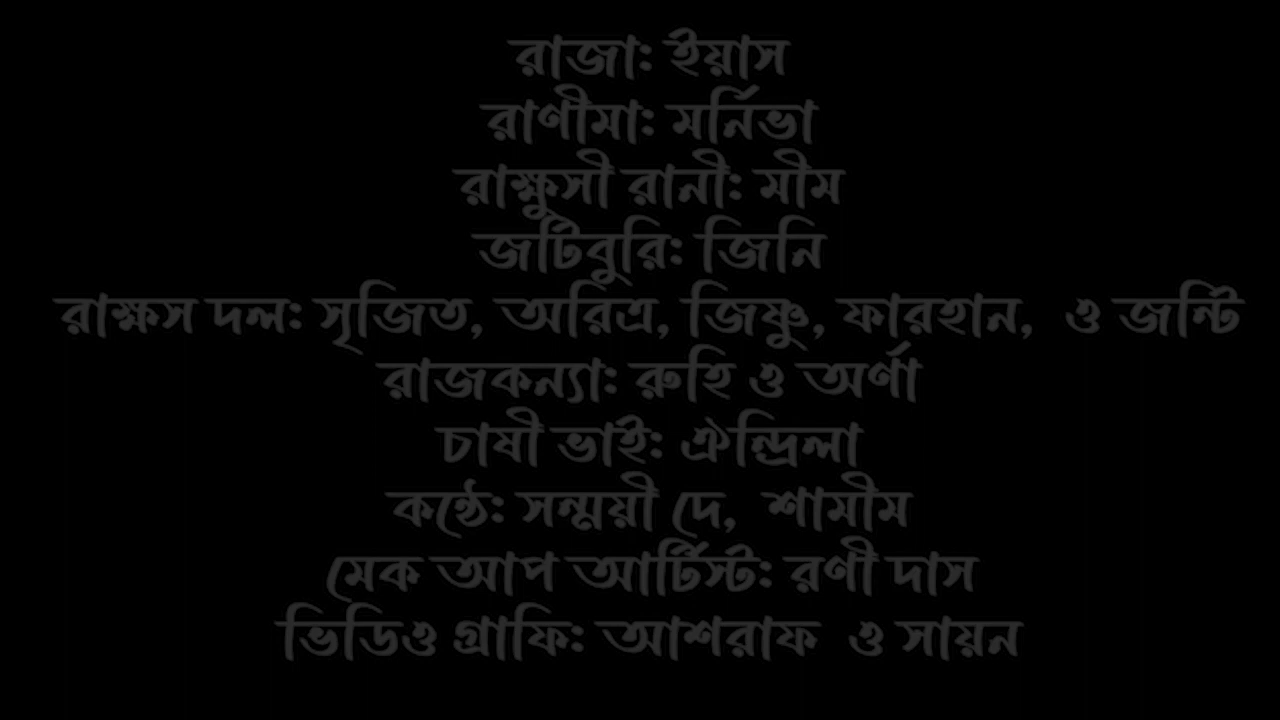 রাজা: ইয়াস
রাণীমা: মর্নিভা
রাক্ষুসী রানী: মীম
জটিবুরি: জিনি
রাক্ষস দল: সৃজিত, অরিত্র, জিষ্ণু, ফারহান, ও জন্টি
রাজকন্যা: রুহি ও অর্ণা
চাষী ভাই: ঐন্দ্রিলা
কন্ঠে: সন্ময়ী দে, শামীম
মেক আপ আর্টিস্ট: রণী দাস
ভিডিও গ্রাফি: আশরাফ ও সায়ন